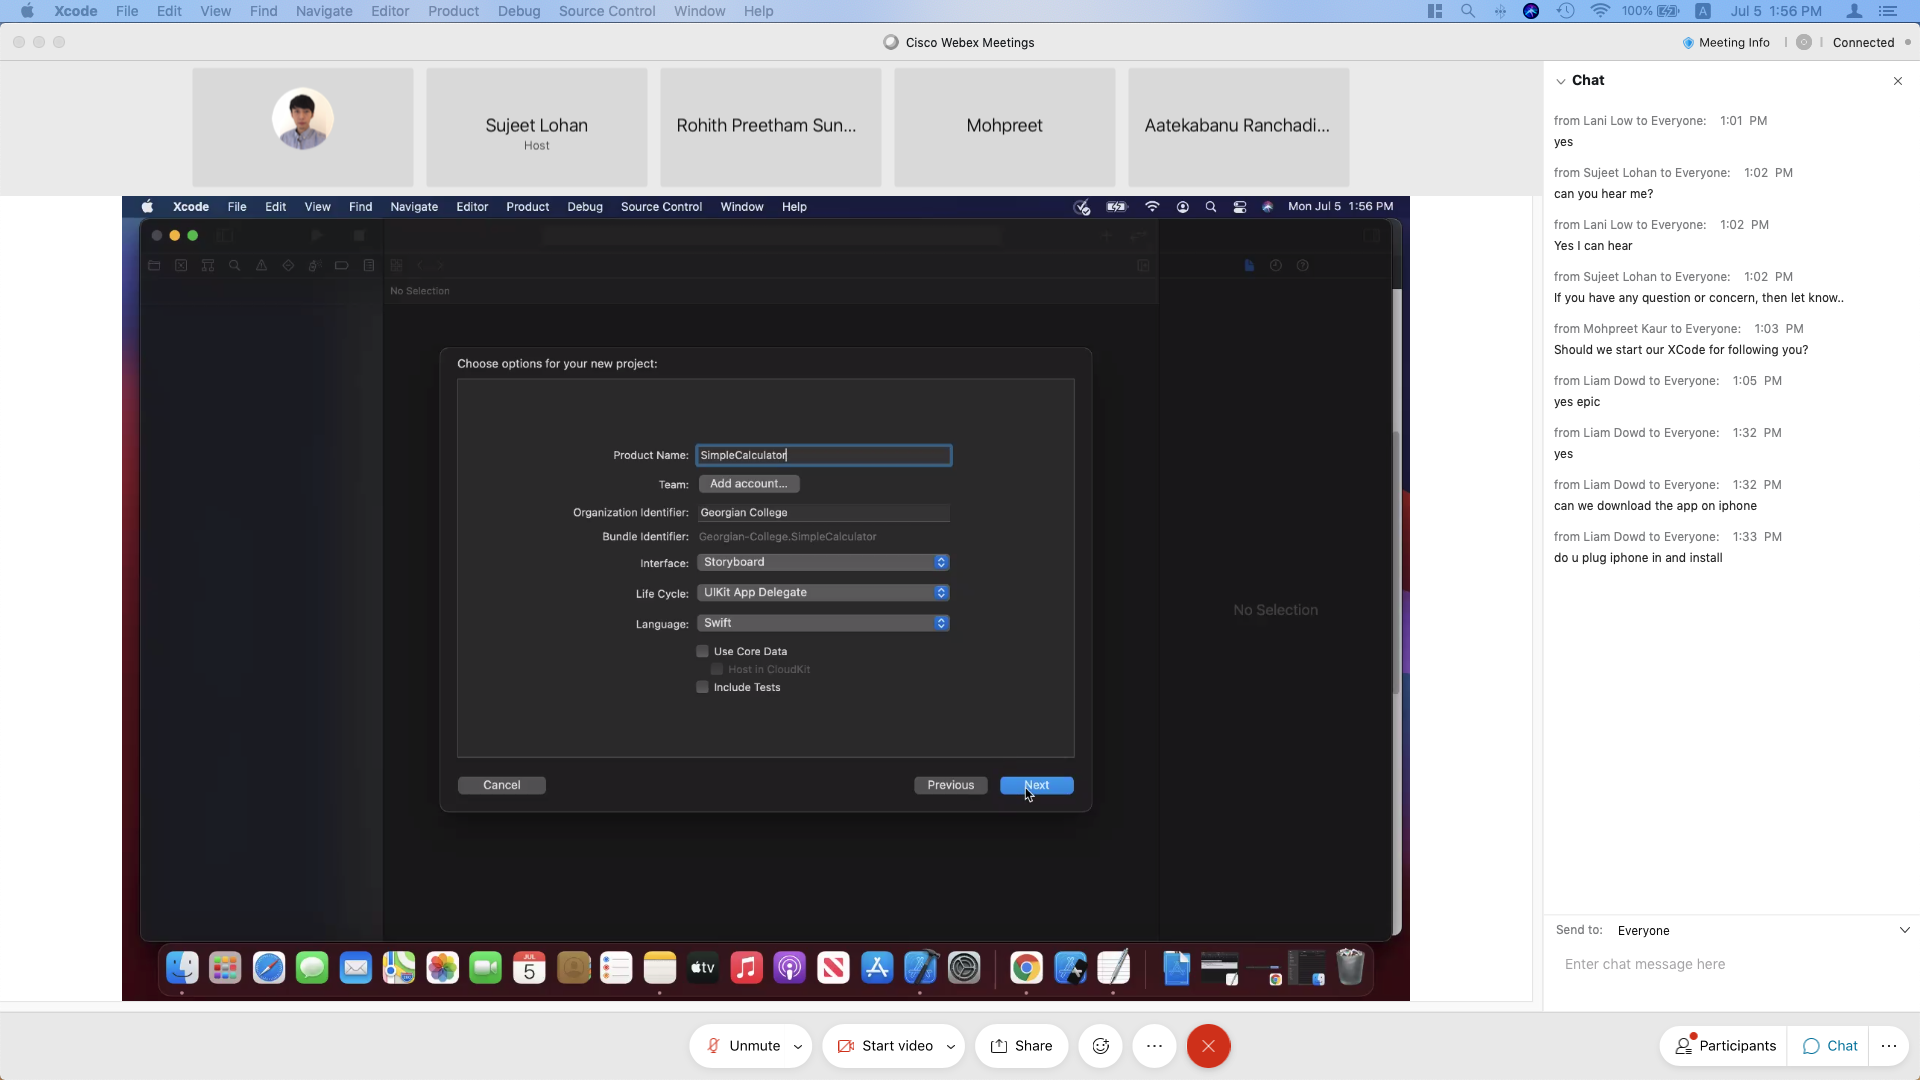 Xcode File Edit View Find Navigate Editor Product Debug Source Control Window Help
100% A Jul 5 1:56 PM
Cisco Webex Meetings
Meeting Info Connected
Sujeet Lohan
Host
Rohith Preetham Sun...
Mohpreet
Aatekabanu Ranchadi...
Xcode File Edit View Find Navigate Editor Product Debug Source Control Window Help
Mon Jul 5 1:56 PM
No Selection
Choose options for your new project:
Product Name: SimpleCalculator
Team: Add account...
Organization Identifier: Georgian College
Bundle Identifier: Georgian-College.SimpleCalculator
Interface: Storyboard
Life Cycle: UIKit App Delegate
Language: Swift
Use Core Data
Host in CloudKit
Include Tests
Cancel Previous Next
No Selection
JUL
5
tv
Chat
from Lani Low to Everyone: 1:01 PM
yes
from Sujeet Lohan to Everyone: 1:02 PM
can you hear me?
from Lani Low to Everyone: 1:02 PM
Yes I can hear
from Sujeet Lohan to Everyone: 1:02 PM
If you have any question or concern, then let know..
from Mohpreet Kaur to Everyone: 1:03 PM
Should we start our XCode for following you?
from Liam Dowd to Everyone: 1:05 PM
yes epic
from Liam Dowd to Everyone: 1:32 PM
yes
from Liam Dowd to Everyone: 1:32 PM
can we download the app on iphone
from Liam Dowd to Everyone: 1:33 PM
do u plug iphone in and install
Send to: Everyone
Enter chat message here
Unmute Start video Share Participants Chat